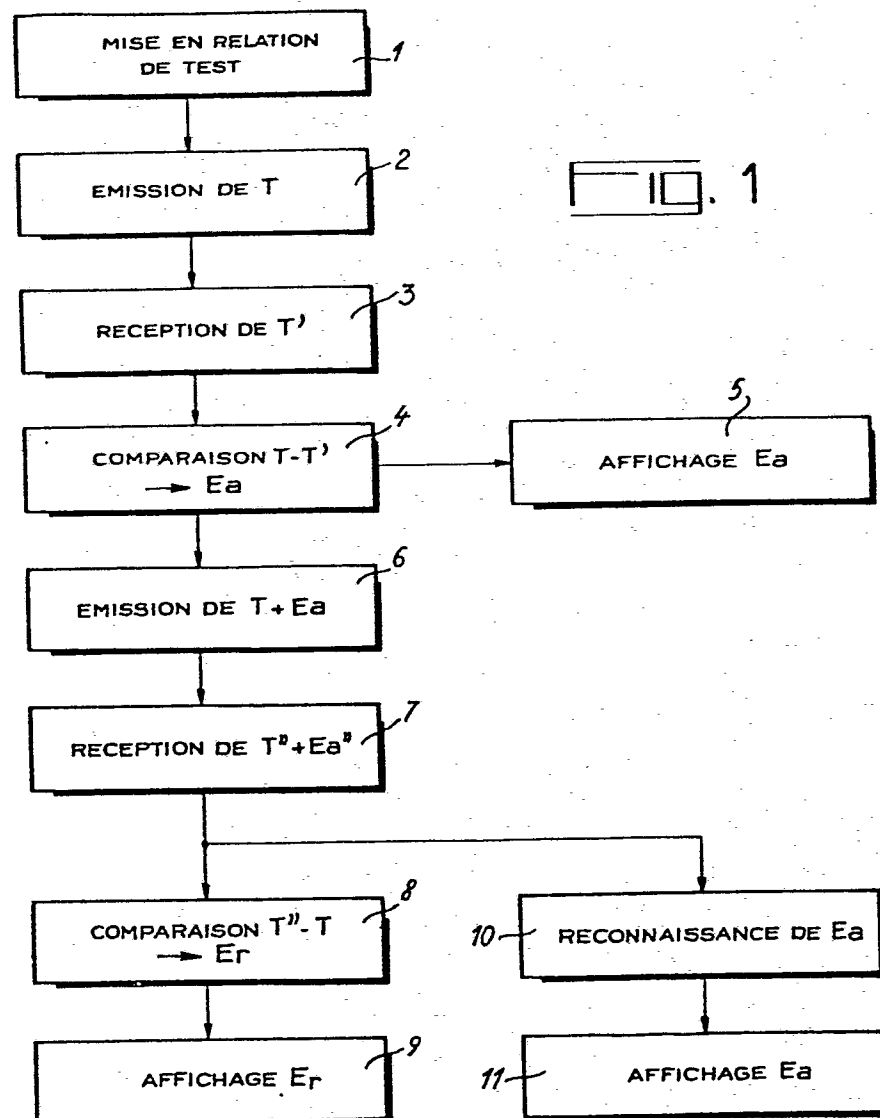 MISE EN RELATION
DE TEST
1
EMISSION DE T
2
Fig. 1
RECEPTION DE T'
3
COMPARAISON T-T'
→ Ea
4
AFFICHAGE Ea
5
EMISSION DE T + Ea
6
RECEPTION DE T" + Ea"
7
COMPARAISON T"-T
→ Er
8
10
RECONNAISSANCE DE Ea
AFFICHAGE Er
9
11
AFFICHAGE Ea